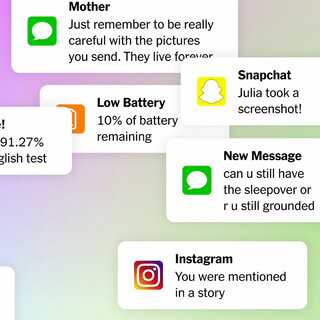 Mother
Just remember to be really
careful with the pictures
you send. They live forever
Snapchat
Julia took a
screenshot!
Low Battery
10% of battery
remaining
!
91.27%
glish test
New Message
can u still have
the sleepover or
r u still grounded
Instagram
You were mentioned
in a story